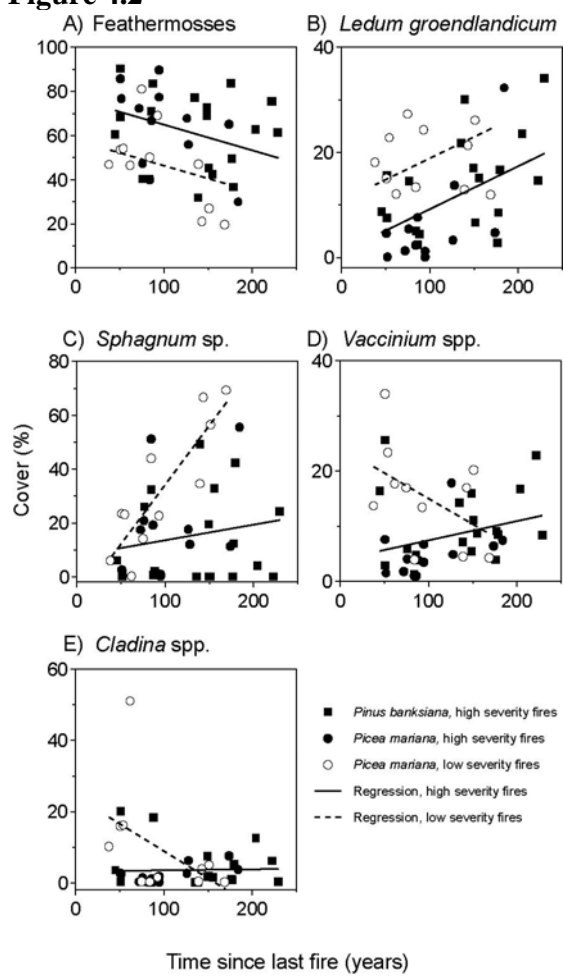 Figure 4.2
A) Feathermosses
B) Ledum groendlandicum
100
80
60
40
20
0
0 100 200
40
20
0
0 100 200
C) Sphagnum sp.
D) Vaccinium spp.
80
60
40
20
0
0 100 200
40
20
0
0 100 200
Cover (%)
E) Cladina spp.
60
40
20
0
0 100 200
Pinus banksiana, high severity fires
Picea mariana, high severity fires
Picea mariana, low severity fires
Regression, high severity fires
Regression, low severity fires
Time since last fire (years)